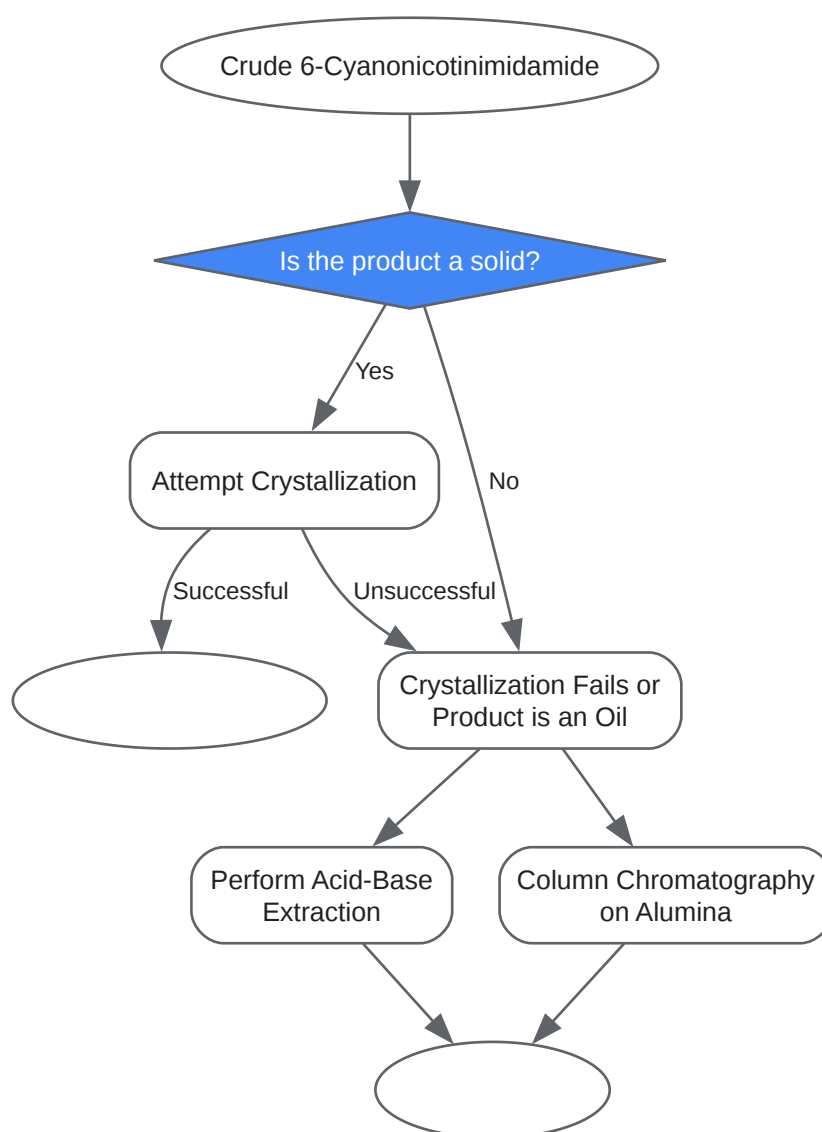 Crude 6-Cyanonicotinimidamide
Is the product a solid?
Yes
Attempt Crystallization
No
Successful
Unsuccessful
Crystallization Fails or
Product is an Oil
Perform Acid-Base
Extraction
Column Chromatography
on Alumina